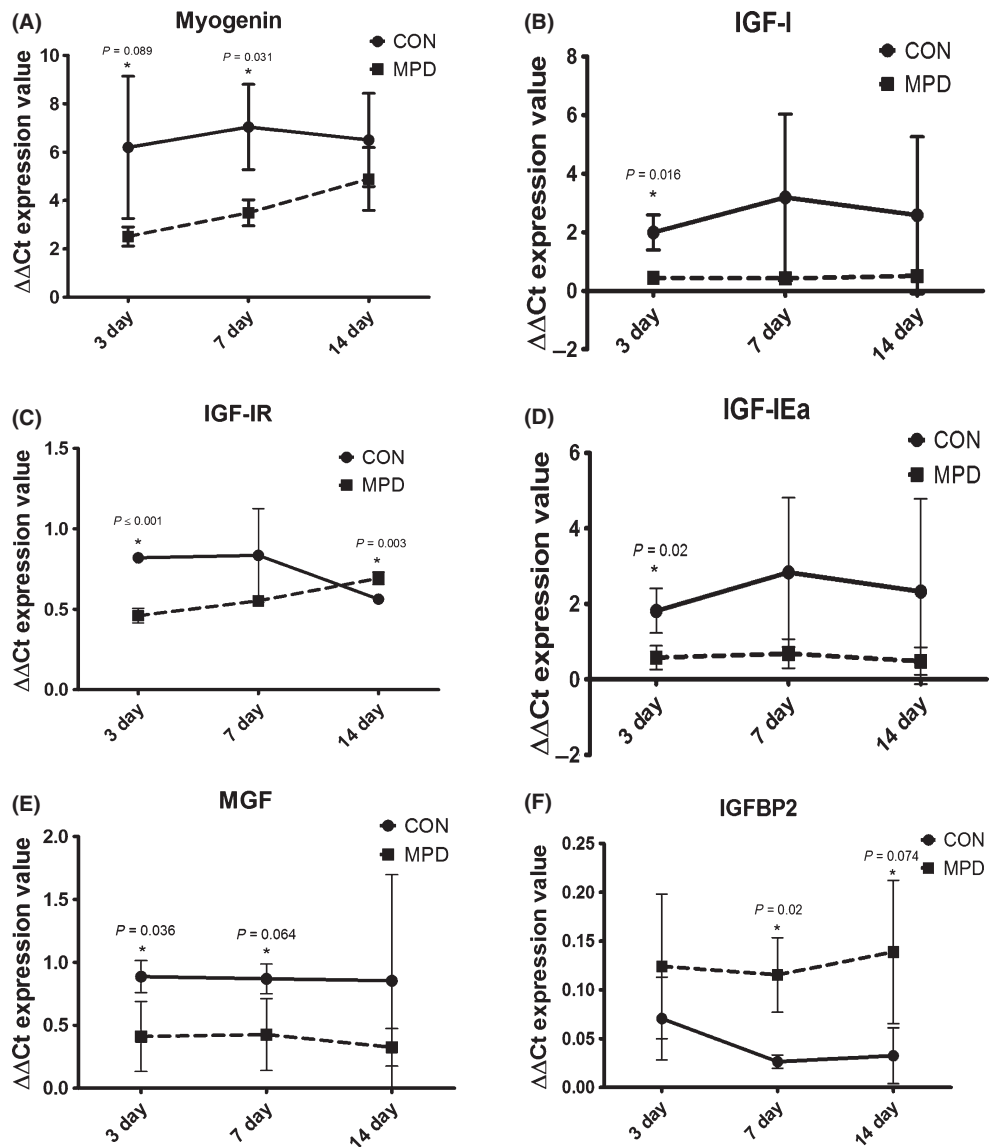 (A)
Myogenin
CON
MPD
P = 0.089
*
P = 0.031
*
ΔΔCt expression value
10
8
6
4
2
0
3 day
7 day
14 day
(B)
IGF-I
CON
MPD
P = 0.016
*
ΔΔCt expression value
8
6
4
2
0
–2
3 day
7 day
14 day
(C)
IGF-IR
CON
MPD
P ≤ 0.001
*
P = 0.003
*
ΔΔCt expression value
1.5
1.0
0.5
0.0
3 day
7 day
14 day
(D)
IGF-IEa
CON
MPD
P = 0.02
*
ΔΔCt expression value
6
4
2
0
–2
3 day
7 day
14 day
(E)
MGF
CON
MPD
P = 0.036
*
P = 0.064
*
ΔΔCt expression value
2.0
1.5
1.0
0.5
0.0
3 day
7 day
14 day
(F)
IGFBP2
CON
MPD
P = 0.074
*
P = 0.02
*
ΔΔCt expression value
0.25
0.20
0.15
0.10
0.05
0.00
3 day
7 day
14 day